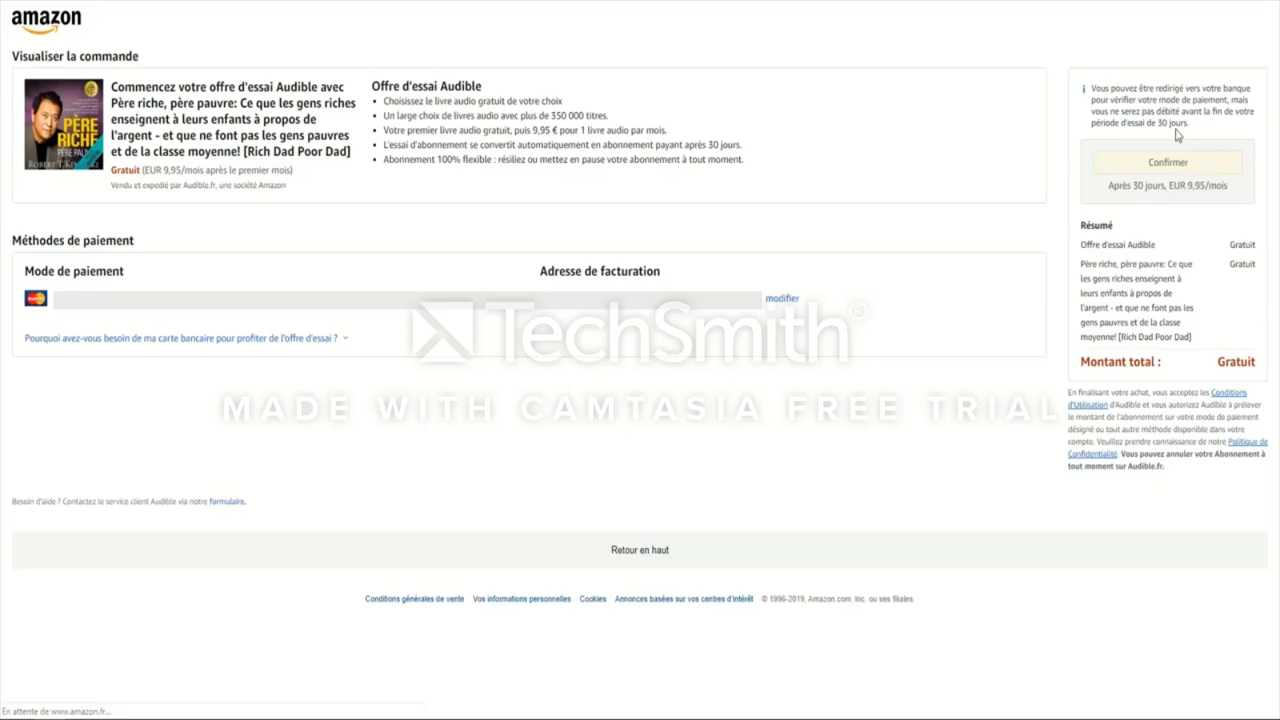 amazon
Visualiser la commande
Commencez votre offre d'essai Audible avec
Père riche, père pauvre: Ce que les gens riches
enseignent à leurs enfants à propos de
l'argent - et que ne font pas les gens pauvres
et de la classe moyenne! [Rich Dad Poor Dad]
Gratuit (EUR 9,95/mois après le premier mois)
Vendu et expedié par Audible.fr, une société Amazon
PÈRE
RICHE
Offre d'essai Audible
• Choisissez le livre audio gratuit de votre choix
• Un large choix de livres audio avec plus de 350 000 titres.
• Votre premier livre audio gratuit, puis 9,95 € pour 1 livre audio par mois.
• L'essai d'abonnement se convertit automatiquement en abonnement payant après 30 jours.
• Abonnement 100% flexible : résiliez ou mettez en pause votre abonnement à tout moment.
Vous pouvez être redirigé vers votre banque
pour vérifier votre mode de paiement, mais
vous ne serez pas débité avant la fin de votre
période d'essai de 30 jours.
Confirmer
Après 30 jours, EUR 9,95/mois
Résumé
Offre d'essai Audible Gratuit
Père riche, père pauvre: Ce que Gratuit
les gens riches enseignent à
leurs enfants à propos de
l'argent - et que ne font pas les
gens pauvres et de la classe
moyenne! [Rich Dad Poor Dad]
Montant total : Gratuit
En finalisant votre achat, vous acceptez les Conditions
d'Utilisation d'Audible et vous autorizez Audible à prélever
le montant de l'abonnement sur votre mode de paiement
désigné ou tout autre méthode disponible dans votre
compte. Veuillez prendre connaissance de notre Politique de
Confidentialité. Vous pouvez annuler votre Abonnement à
tout moment sur Audible.fr.
Méthodes de paiement
Mode de paiement Adresse de facturation
modifier
Pourquoi avez-vous besoin de ma carte bancaire pour profiter de l'offre d'essai ?
TechSmith®
MADE AMTASIA FREE TRIAL
Besoin d'aide ? Contactez le service client Audible via notre formulaire.
Retour en haut
Conditions générales de vente Vos informations personnelles Cookies Annonces basées sur vos centres d'intérêt © 1996-2019, Amazon.com, Inc. ou ses filiales
En attente de www.amazon.fr...